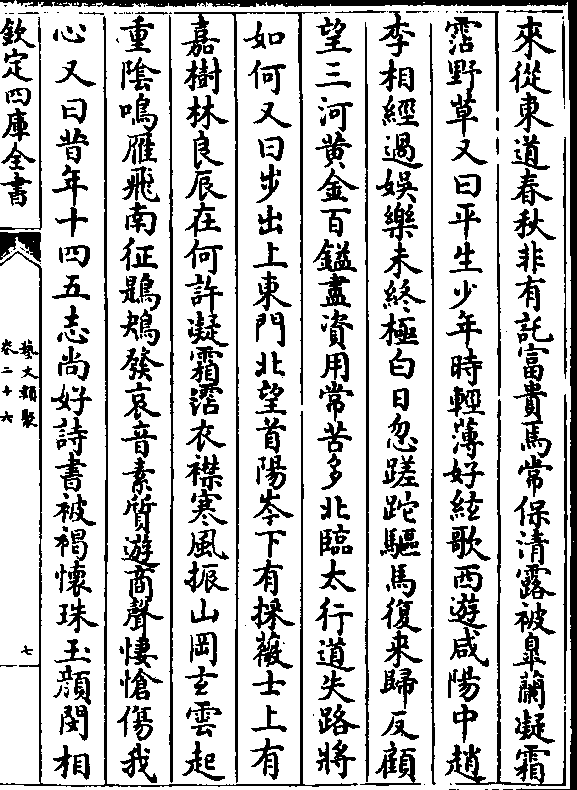 來從東道春秋非有託富貴馬常保清露被臯蘭凝霜
霑野草又曰平生少年時輕薄好絃歌西遊咸陽中趙
李相經過娛樂未終極白日忽蹉跎驅馬復來歸反顧
望三河黄金百鎰盡資用常苦多北臨太行道失路將
如何又曰步出上東門北望首陽岑下有採薇士上有
嘉樹林良辰在何許凝霜霑衣襟寒風振山岡玄雲起
重陰鳴雁飛南征鶗鴂發哀音素質遊商聲悽愴傷我
心又曰昔年十四五志尚好詩書被褐懷珠玉顔閔相
欽定四庫全書
藝文類聚
卷二十六
七